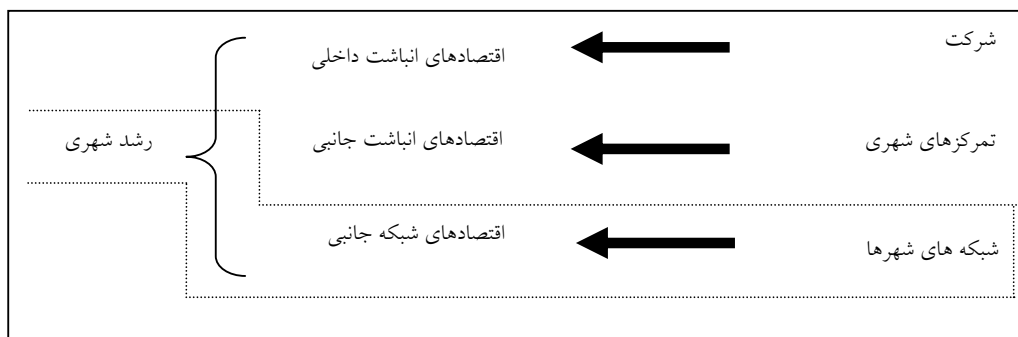 شرکت
اقتصادهای انباشت داخلی
تمرکزهای شهری
اقتصادهای انباشت جانبی
رشد شهری
شبکه های شهرها
اقتصادهای شبکه جانبی